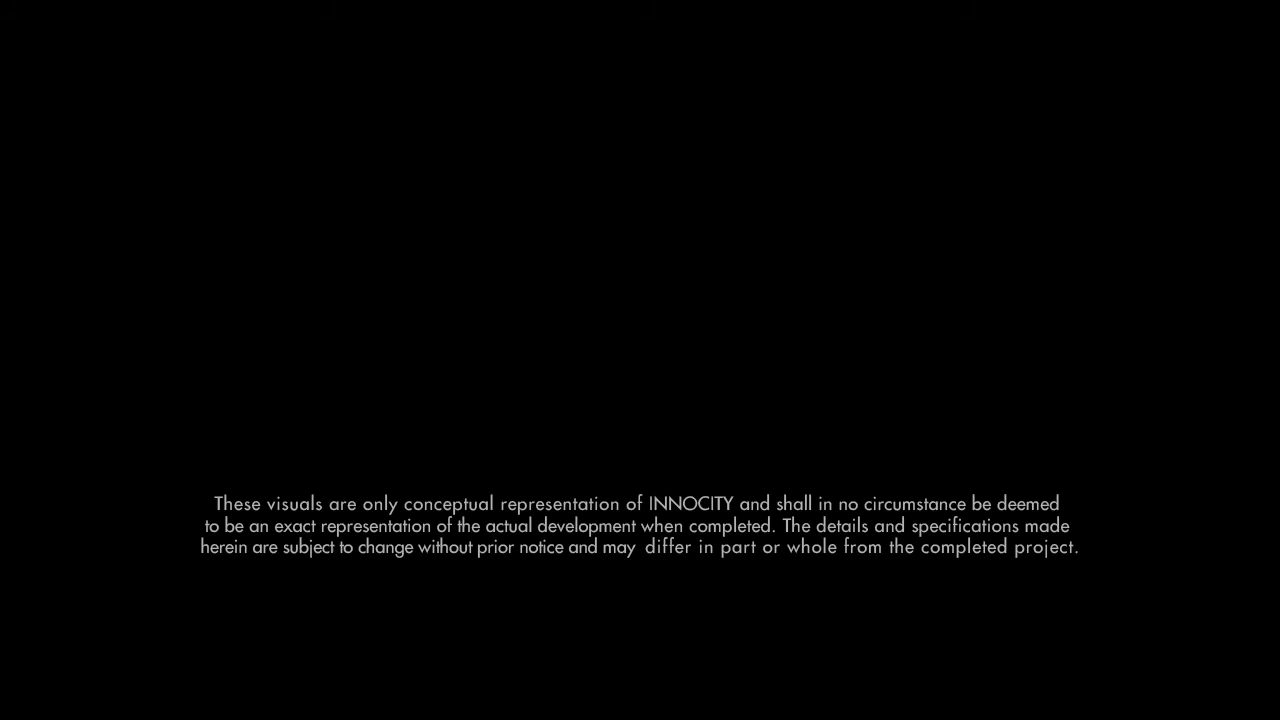 These visuals are only conceptual representation of INNOCITY and shall in no circumstance be deemed
to be an exact representation of the actual development when completed. The details and specifications made
herein are subject to change without prior notice and may differ in part or whole from the completed project.